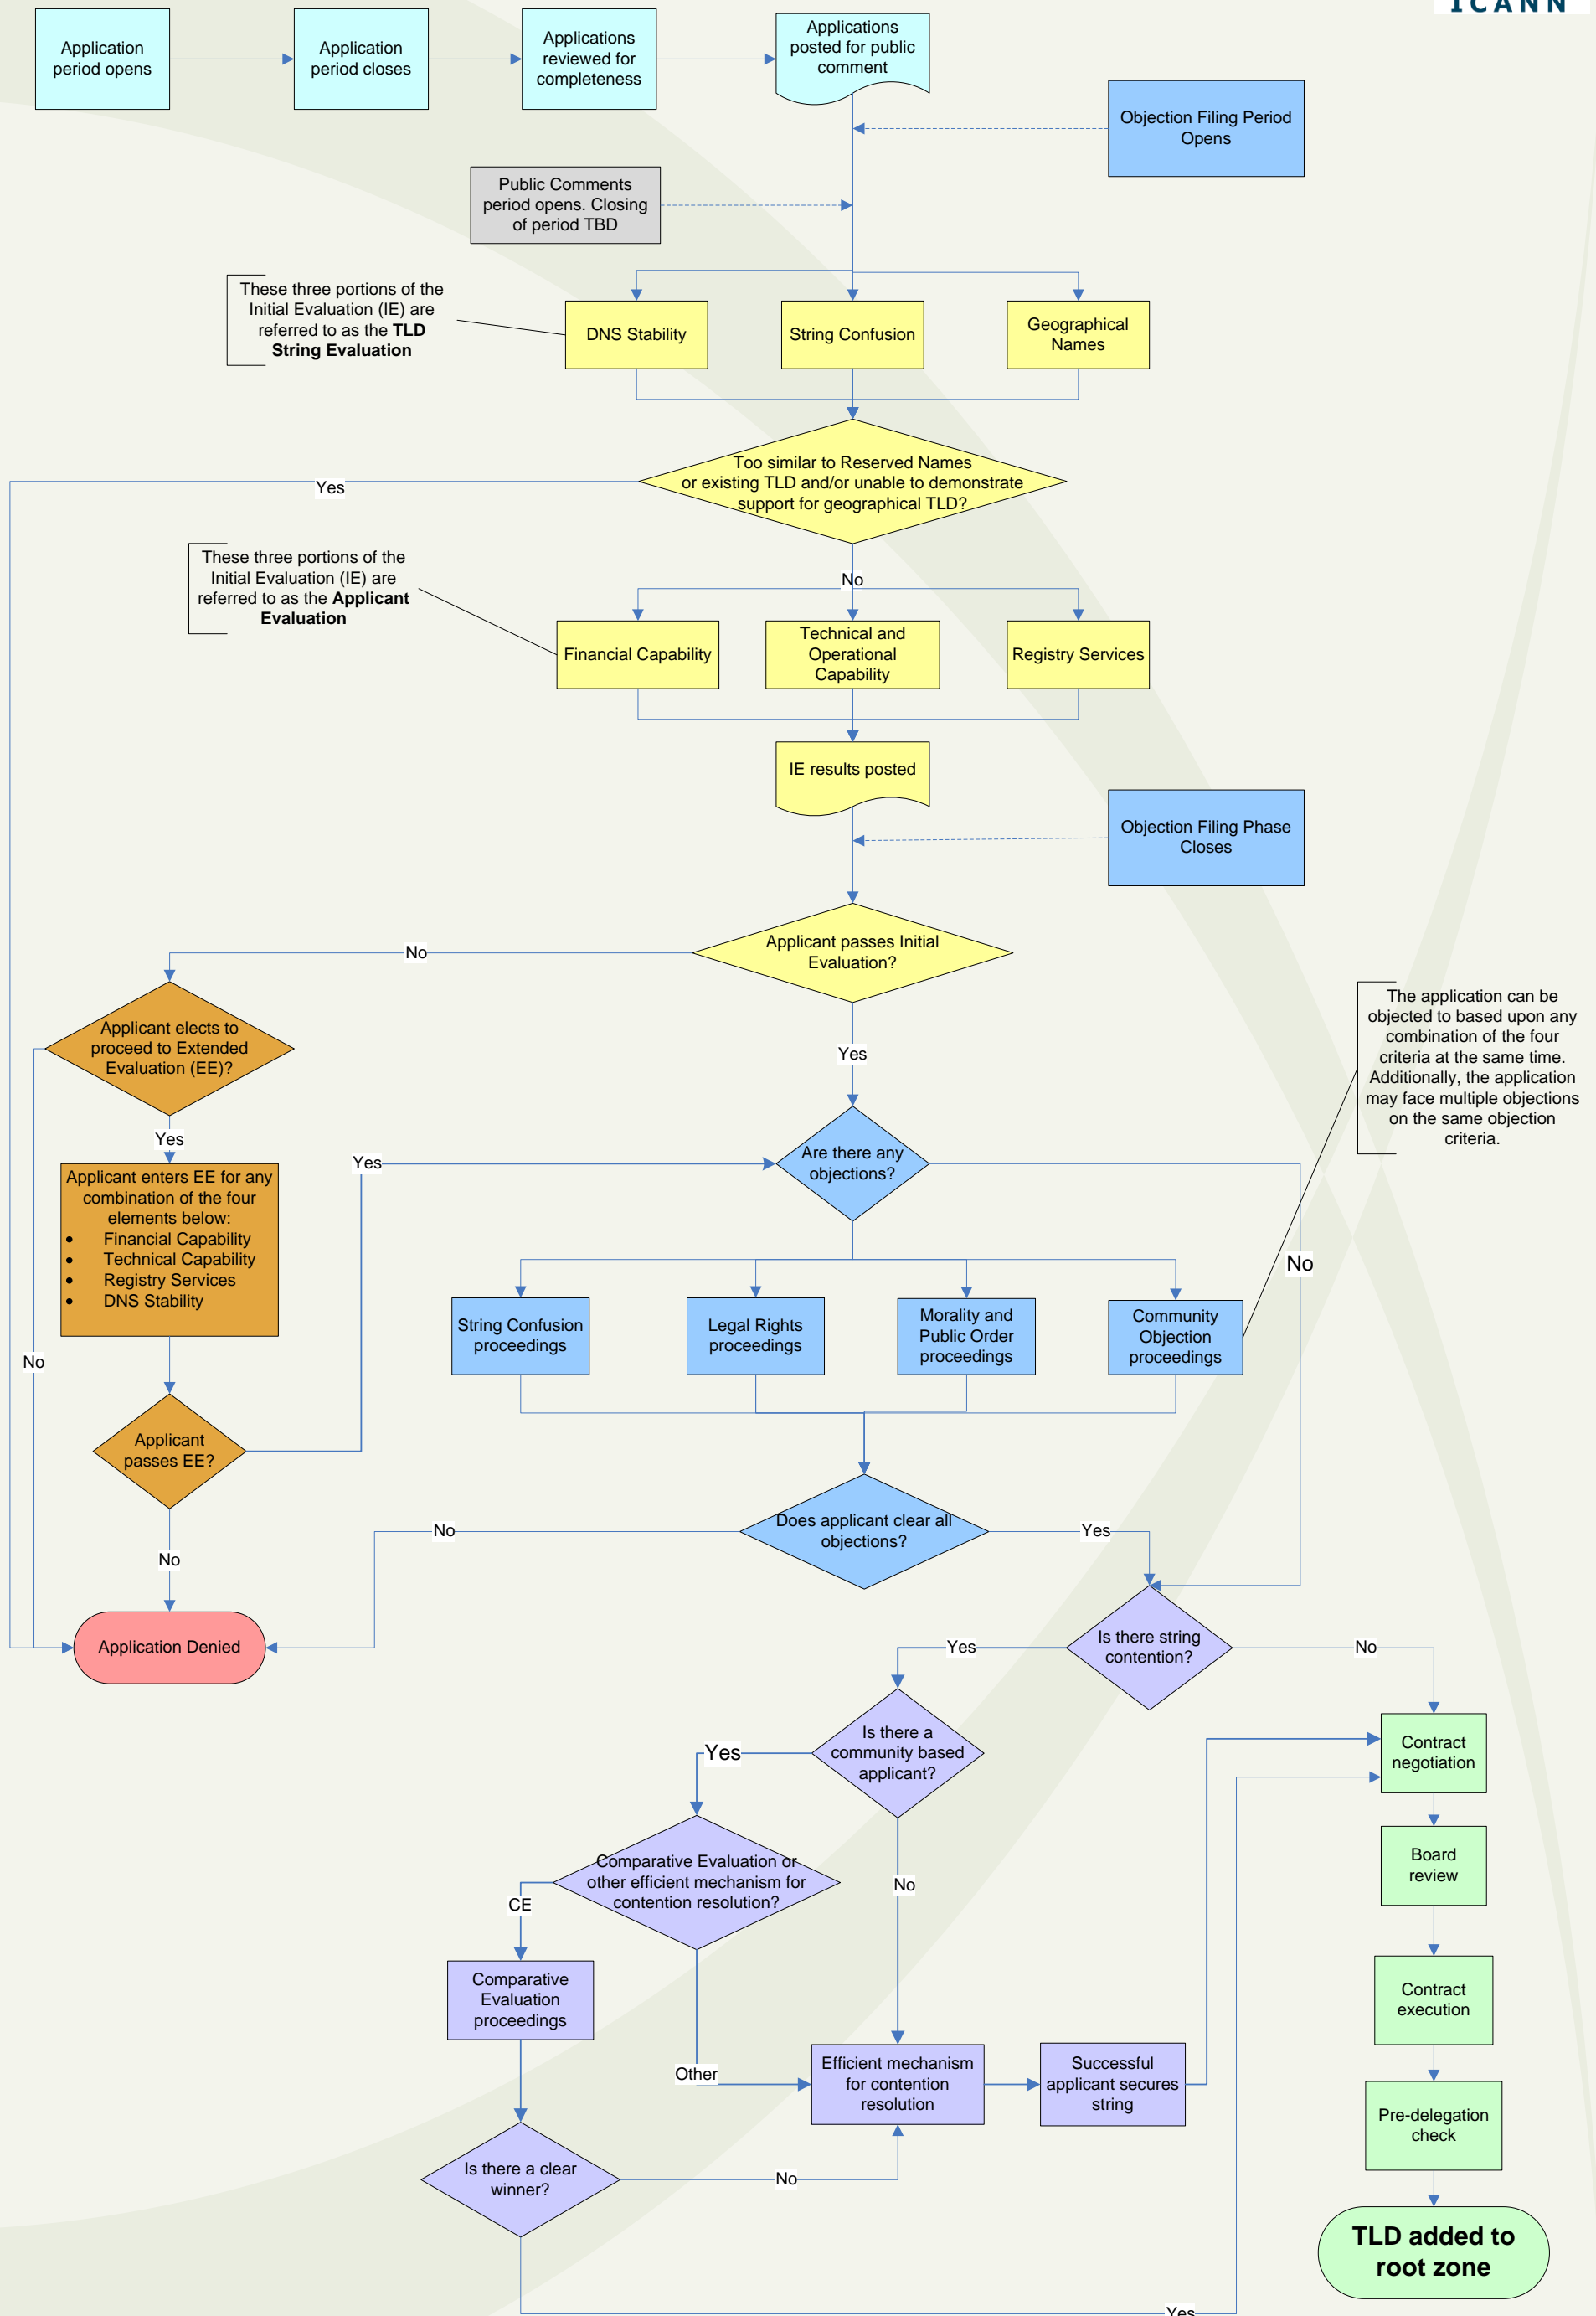 ICANN
Application
period opens
Application
period closes
Applications
reviewed for
completeness
Applications
posted for public
comment
Objection Filing Period
Opens
Public Comments
period opens. Closing
of period TBD
These three portions of the
Initial Evaluation (IE) are
referred to as the TLD
String Evaluation
DNS Stability
String Confusion
Geographical
Names
Too similar to Reserved Names
or existing TLD and/or unable to demonstrate
support for geographical TLD?
Yes
These three portions of the
Initial Evaluation (IE) are
referred to as the Applicant
Evaluation
No
Financial Capability
Technical and
Operational
Capability
Registry Services
IE results posted
Objection Filing Phase
Closes
Applicant passes Initial
Evaluation?
No
Yes
The application can be
objected to based upon any
combination of the four
criteria at the same time.
Additionally, the application
may face multiple objections
on the same objection
criteria.
Applicant elects to
proceed to Extended
Evaluation (EE)?
Yes
Applicant enters EE for any
combination of the four
elements below:
• Financial Capability
• Technical Capability
• Registry Services
• DNS Stability
No
Yes
Are there any
objections?
No
String Confusion
proceedings
Legal Rights
proceedings
Morality and
Public Order
proceedings
Community
Objection
proceedings
Applicant
passes EE?
No
Does applicant clear all
objections?
No
Yes
Application Denied
Is there string
contention?
Yes
No
Is there a
community based
applicant?
Yes
No
Contract
negotiation
Comparative Evaluation or
other efficient mechanism for
contention resolution?
CE
Other
Board
review
Comparative
Evaluation
proceedings
Contract
execution
Efficient mechanism
for contention
resolution
Successful
applicant secures
string
Pre-delegation
check
Is there a clear
winner?
No
Yes
TLD added to
root zone